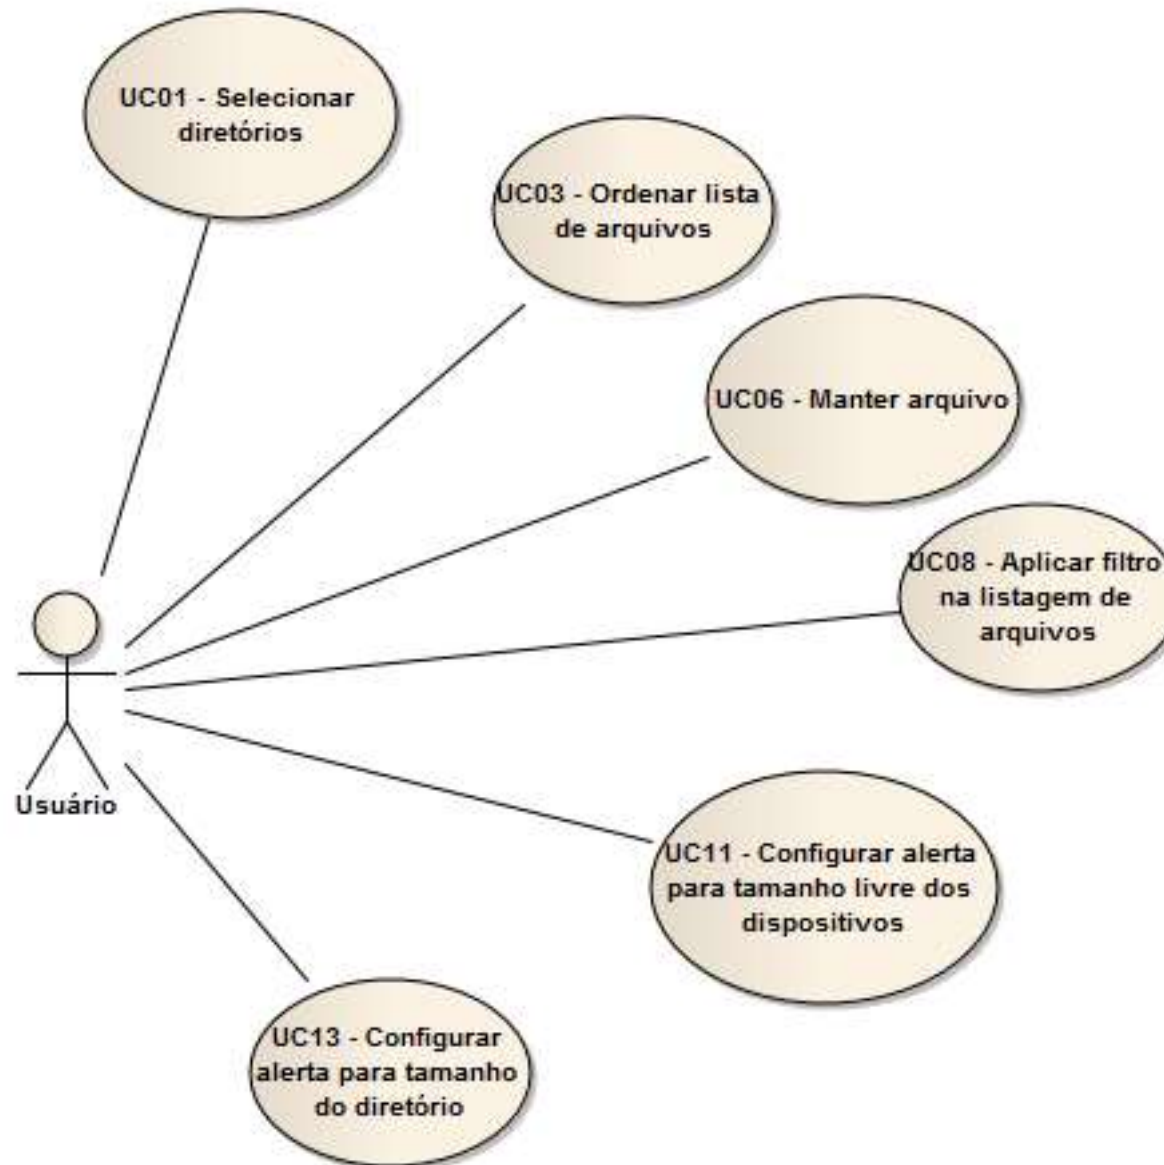 UC01 - Selecionar
diretórios
UC03 - Ordenar lista
de arquivos
UC06 - Manter arquivo
UC08 - Aplicar filtro
na listagem de
arquivos
Usuário
UC11 - Configurar alerta
para tamanho livre dos
dispositivos
UC13 - Configurar
alerta para tamanho
do diretório